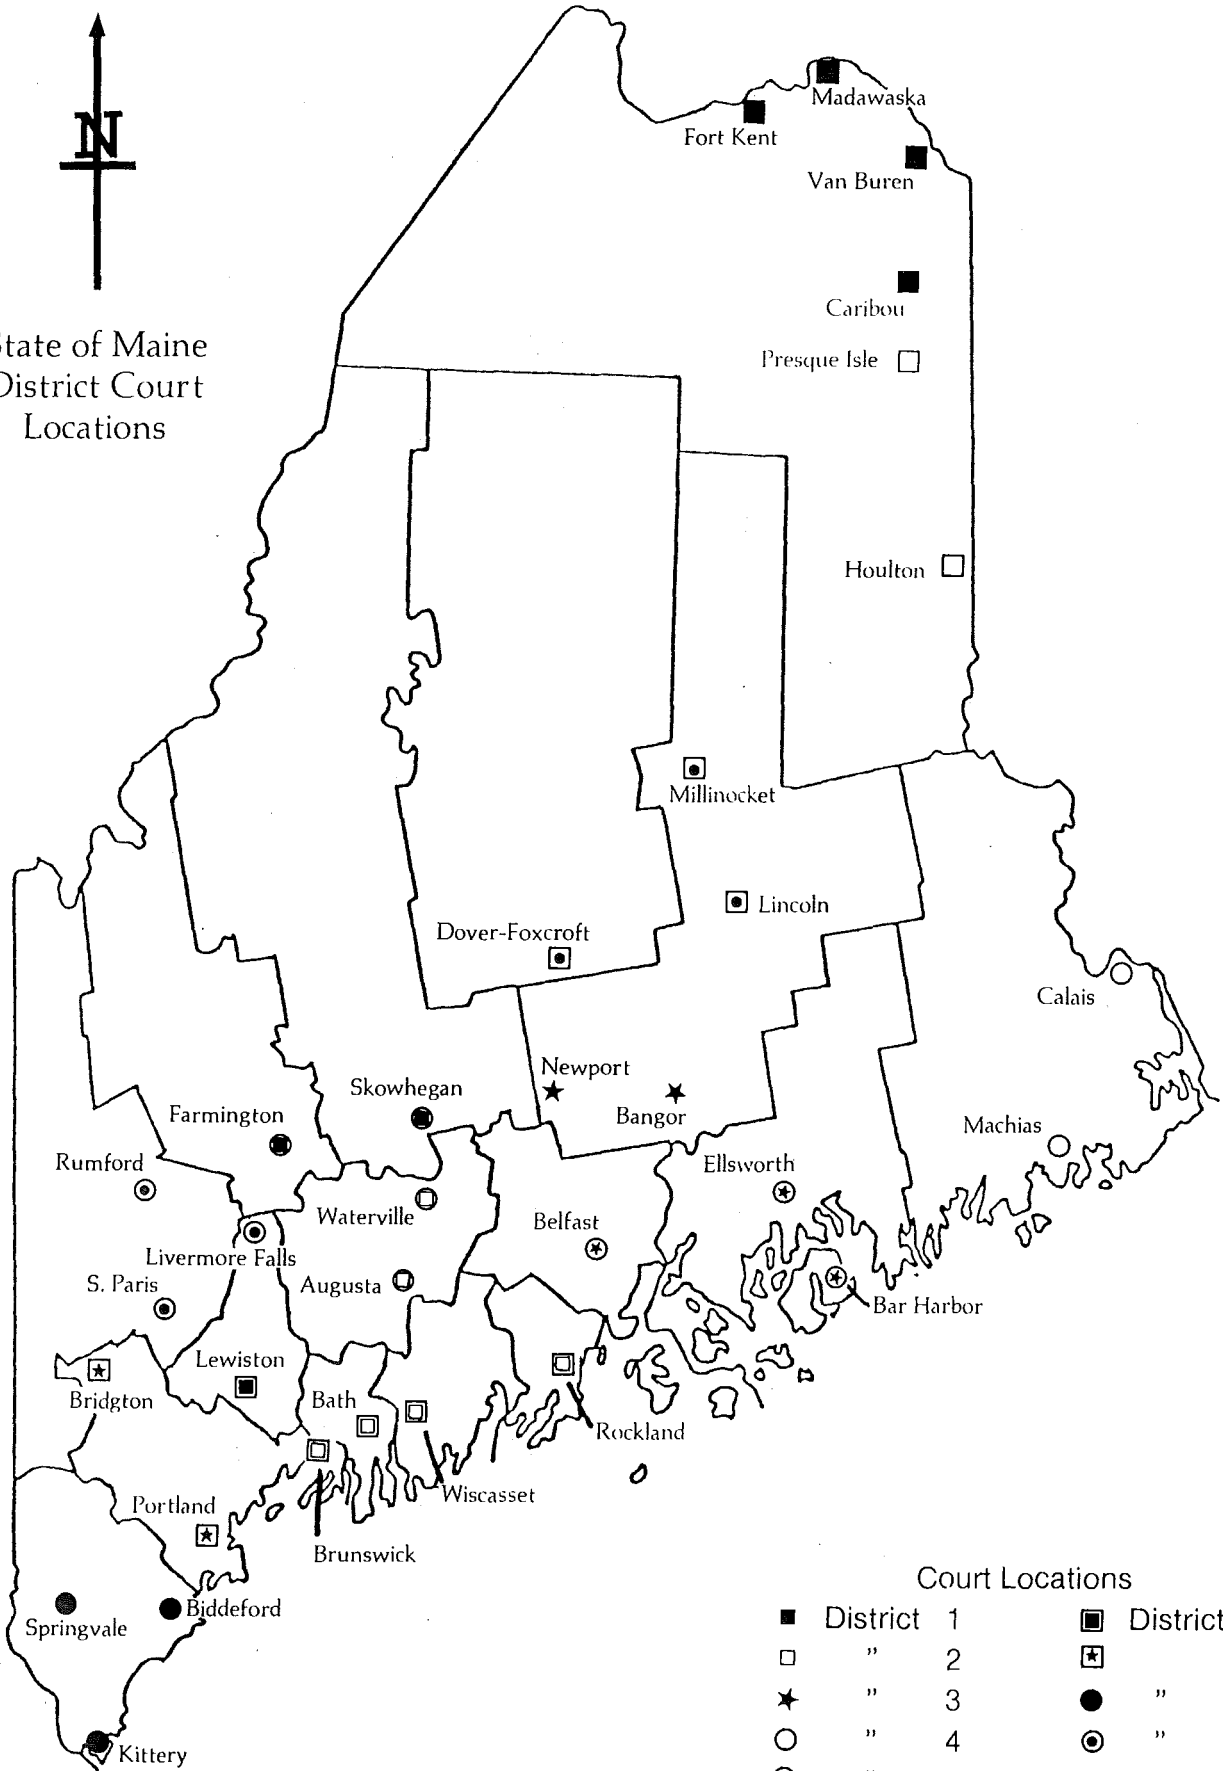 N
State of Maine
District Court
Locations
Madawaska
Fort Kent
Van Buren
Caribou
Presque Isle
Houlton
Millinocket
Lincoln
Dover-Foxcroft
Calais
Newport
Skowhegan
Bangor
Farmington
Machias
Rumford
Ellsworth
Waterville
Belfast
Livermore Falls
Augusta
S. Paris
Bar Harbor
Lewiston
Bridgton
Bath
Rockland
Wiscasset
Portland
Brunswick
Biddeford
Springvale
Kittery
Court Locations
District 1 District
" 2
" 3 "
" 4 "
"